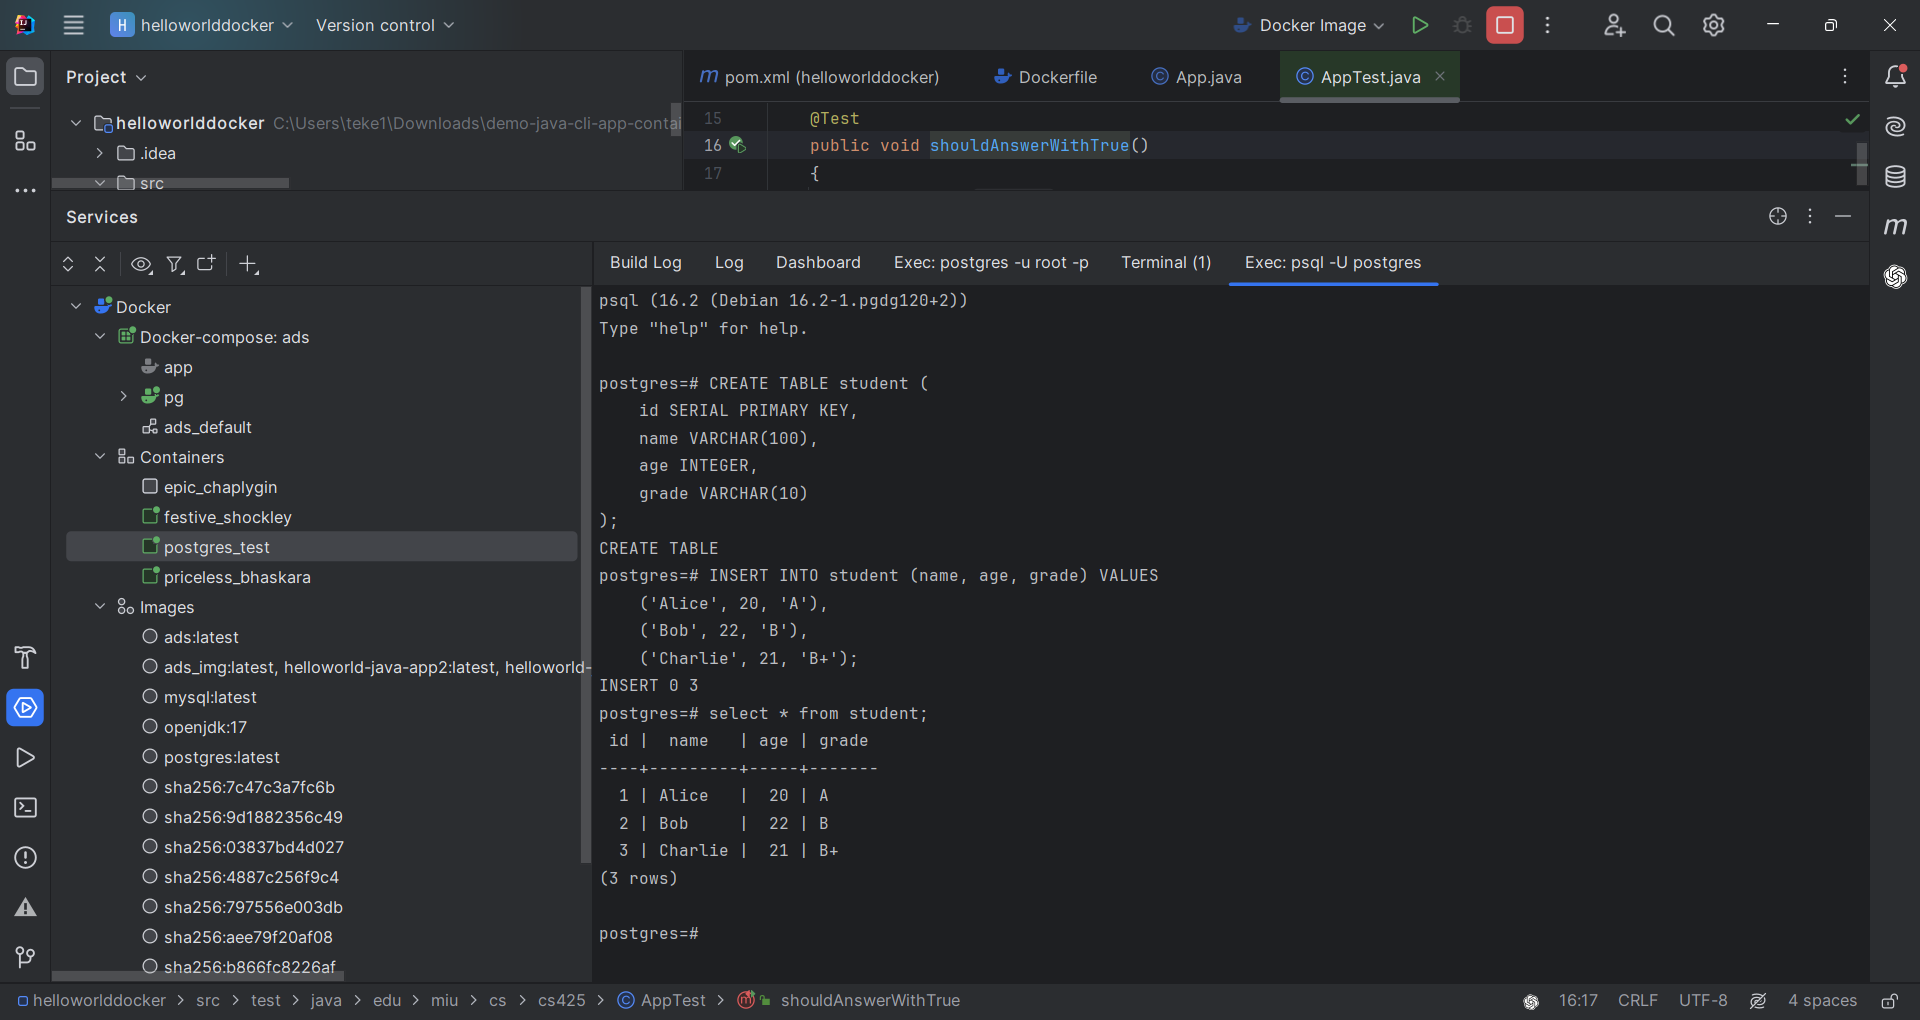 H helloworlddocker Version control Docker Image
Project
helloworlddocker C:\Users\teke1\Downloads\demo-java-cli-app-contai
.idea
src
m pom.xml (helloworlddocker) Dockerfile App.java AppTest.java
15 @Test
16 public void shouldAnswerWithTrue()
17 {
Services
Build Log Log Dashboard Exec: postgres -u root -p Terminal (1) Exec: psql -U postgres
Docker
Docker-compose: ads
app
pg
ads_default
Containers
epic_chaplygin
festive_shockley
postgres_test
priceless_bhaskara
Images
ads:latest
ads_img:latest, helloworld-java-app2:latest, helloworld-
mysql:latest
openjdk:17
postgres:latest
sha256:7c47c3a7fc6b
sha256:9d1882356c49
sha256:03837bd4d027
sha256:4887c256f9c4
sha256:797556e003db
sha256:aee79f20af08
sha256:b866fc8226af
psql (16.2 (Debian 16.2-1.pgdg120+2))
Type "help" for help.
postgres=# CREATE TABLE student (
id SERIAL PRIMARY KEY,
name VARCHAR(100),
age INTEGER,
grade VARCHAR(10)
);
CREATE TABLE
postgres=# INSERT INTO student (name, age, grade) VALUES
('Alice', 20, 'A'),
('Bob', 22, 'B'),
('Charlie', 21, 'B+');
INSERT 0 3
postgres=# select * from student;
id | name | age | grade
----+---------+-----+-------
1 | Alice | 20 | A
2 | Bob | 22 | B
3 | Charlie | 21 | B+
(3 rows)
postgres=#
m
helloworlddocker > src > test > java > edu > miu > cs > cs425 > AppTest > shouldAnswerWithTrue 16:17 CRLF UTF-8 4 spaces